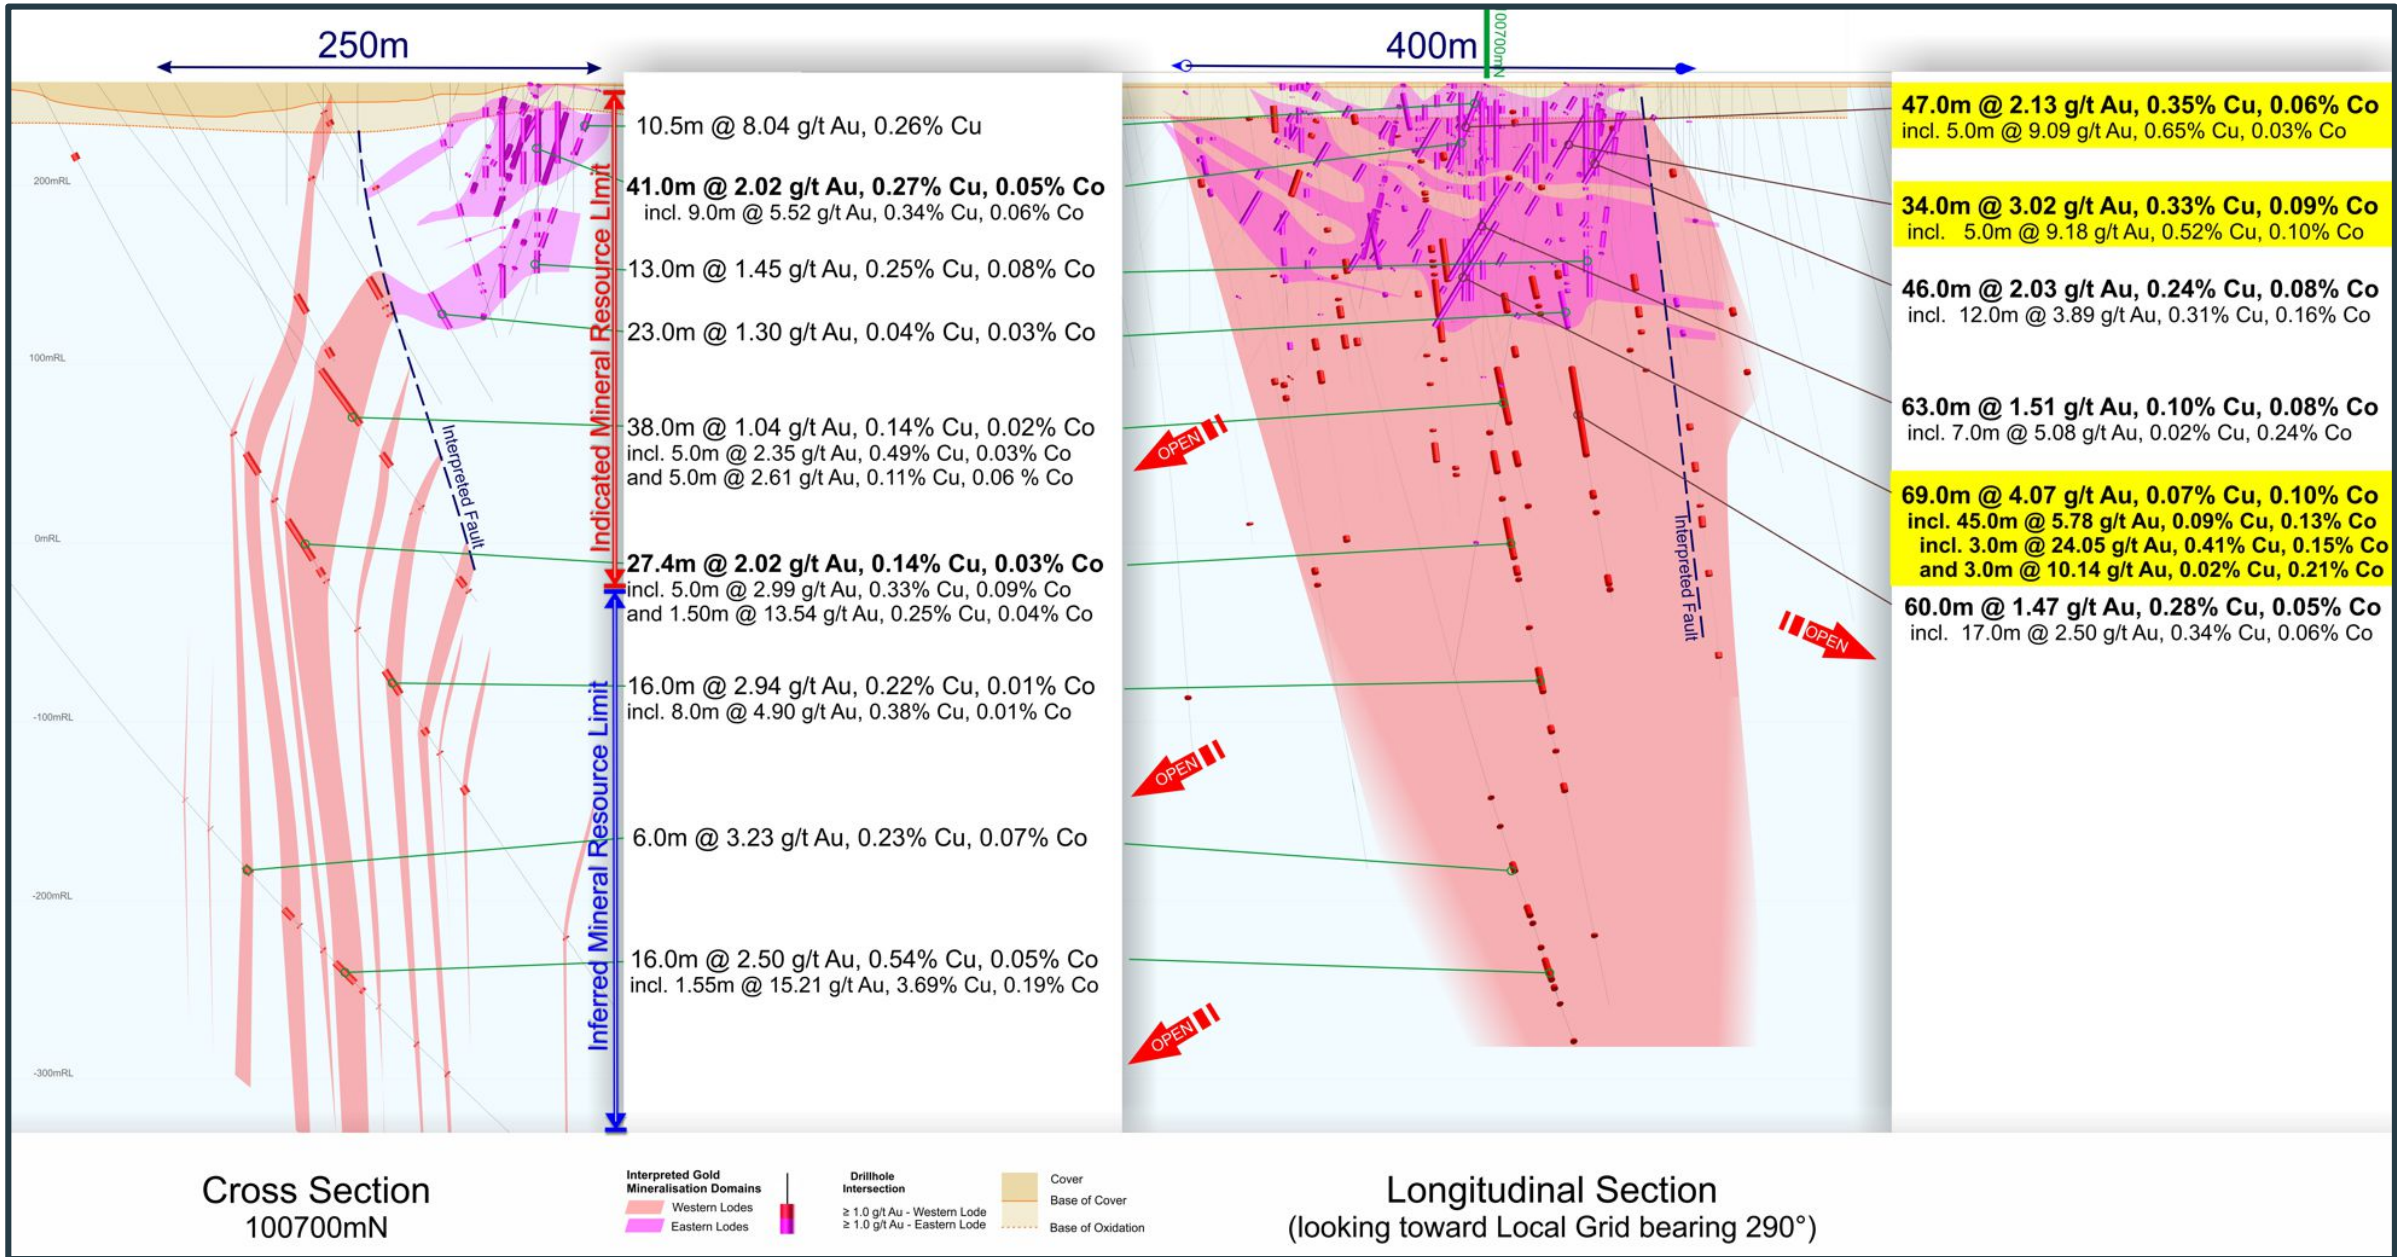 250m
400m
100700mN
200mRL
100mRL
0mRL
-100mRL
-200mRL
-300mRL
Interpreted Fault
Indicated Mineral Resource Limit
Inferred Mineral Resource Limit
10.5m @ 8.04 g/t Au, 0.26% Cu
41.0m @ 2.02 g/t Au, 0.27% Cu, 0.05% Co
incl. 9.0m @ 5.52 g/t Au, 0.34% Cu, 0.06% Co
13.0m @ 1.45 g/t Au, 0.25% Cu, 0.08% Co
23.0m @ 1.30 g/t Au, 0.04% Cu, 0.03% Co
38.0m @ 1.04 g/t Au, 0.14% Cu, 0.02% Co
incl. 5.0m @ 2.35 g/t Au, 0.49% Cu, 0.03% Co
and 5.0m @ 2.61 g/t Au, 0.11% Cu, 0.06 % Co
27.4m @ 2.02 g/t Au, 0.14% Cu, 0.03% Co
incl. 5.0m @ 2.99 g/t Au, 0.33% Cu, 0.09% Co
and 1.50m @ 13.54 g/t Au, 0.25% Cu, 0.04% Co
16.0m @ 2.94 g/t Au, 0.22% Cu, 0.01% Co
incl. 8.0m @ 4.90 g/t Au, 0.38% Cu, 0.01% Co
6.0m @ 3.23 g/t Au, 0.23% Cu, 0.07% Co
16.0m @ 2.50 g/t Au, 0.54% Cu, 0.05% Co
incl. 1.55m @ 15.21 g/t Au, 3.69% Cu, 0.19% Co
OPEN
OPEN
OPEN
Interpreted Fault
OPEN
47.0m @ 2.13 g/t Au, 0.35% Cu, 0.06% Co
incl. 5.0m @ 9.09 g/t Au, 0.65% Cu, 0.03% Co
34.0m @ 3.02 g/t Au, 0.33% Cu, 0.09% Co
incl. 5.0m @ 9.18 g/t Au, 0.52% Cu, 0.10% Co
46.0m @ 2.03 g/t Au, 0.24% Cu, 0.08% Co
incl. 12.0m @ 3.89 g/t Au, 0.31% Cu, 0.16% Co
63.0m @ 1.51 g/t Au, 0.10% Cu, 0.08% Co
incl. 7.0m @ 5.08 g/t Au, 0.02% Cu, 0.24% Co
69.0m @ 4.07 g/t Au, 0.07% Cu, 0.10% Co
incl. 45.0m @ 5.78 g/t Au, 0.09% Cu, 0.13% Co
incl. 3.0m @ 24.05 g/t Au, 0.41% Cu, 0.15% Co
and 3.0m @ 10.14 g/t Au, 0.02% Cu, 0.21% Co
60.0m @ 1.47 g/t Au, 0.28% Cu, 0.05% Co
incl. 17.0m @ 2.50 g/t Au, 0.34% Cu, 0.06% Co
Cross Section
100700mN
Interpreted Gold
Mineralisation Domains
Western Lodes
Eastern Lodes
Drillhole
Intersection
≥ 1.0 g/t Au - Western Lode
≥ 1.0 g/t Au - Eastern Lode
Cover
Base of Cover
Base of Oxidation
Longitudinal Section
(looking toward Local Grid bearing 290°)